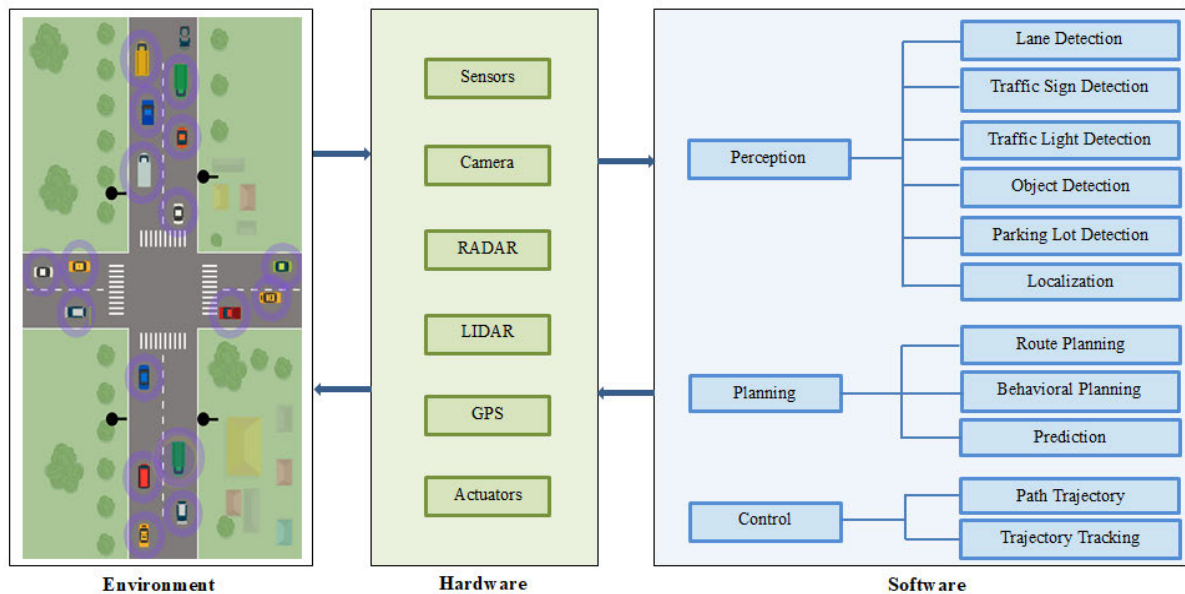 Sensors
Camera
RADAR
LIDAR
GPS
Actuators
Perception
Lane Detection
Traffic Sign Detection
Traffic Light Detection
Object Detection
Parking Lot Detection
Localization
Planning
Route Planning
Behavioral Planning
Prediction
Control
Path Trajectory
Trajectory Tracking
Environment
Hardware
Software